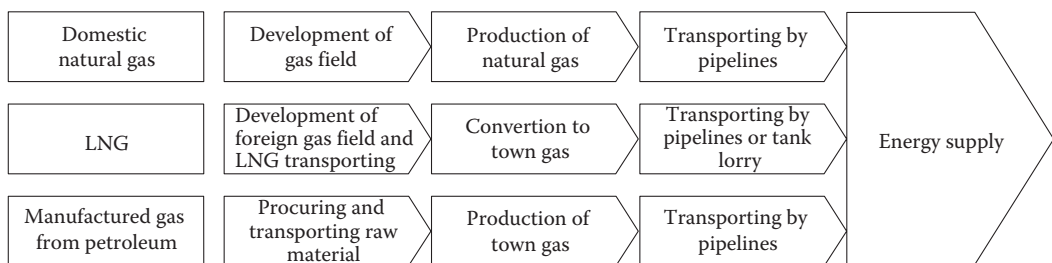 Domestic
natural gas
Development of
gas field
Production of
natural gas
Transporting by
pipelines
LNG
Development of
foreign gas field and
LNG transporting
Convertion to
town gas
Transporting by
pipelines or tank
lorry
Energy supply
Manufactured gas
from petroleum
Procuring and
transporting raw
material
Production of
town gas
Transporting by
pipelines